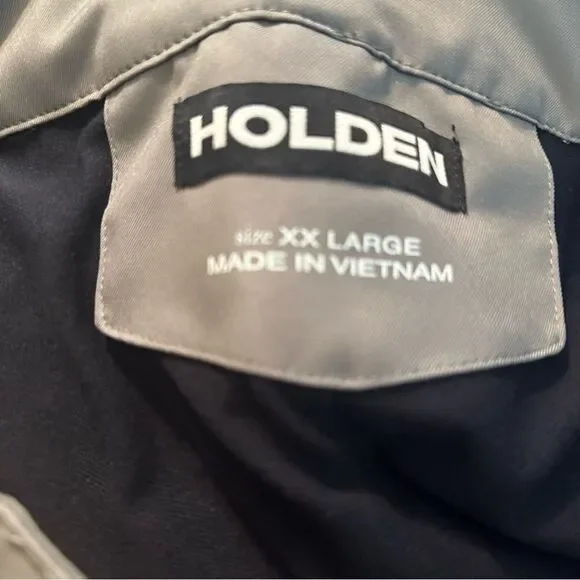 HOLDEN
SIZE XX LARGE
MADE IN VIETNAM